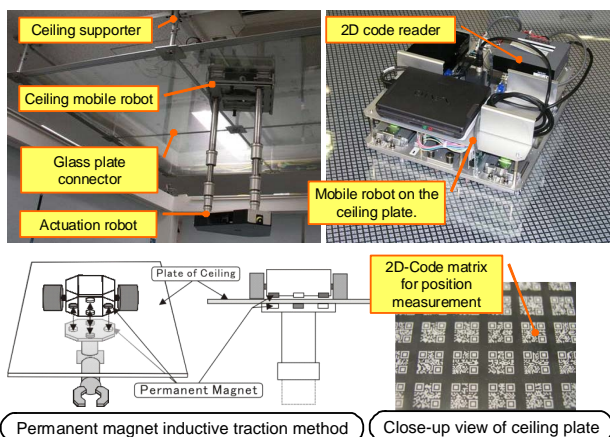 Ceiling supporter
Ceiling mobile robot
Glass plate
connector
Actuation robot
2D code reader
Mobile robot on the
ceiling plate.
Plate of Ceiling
Permanent Magnet
2D-Code matrix
for position
measurement
Permanent magnet inductive traction method
Close-up view of ceiling plate